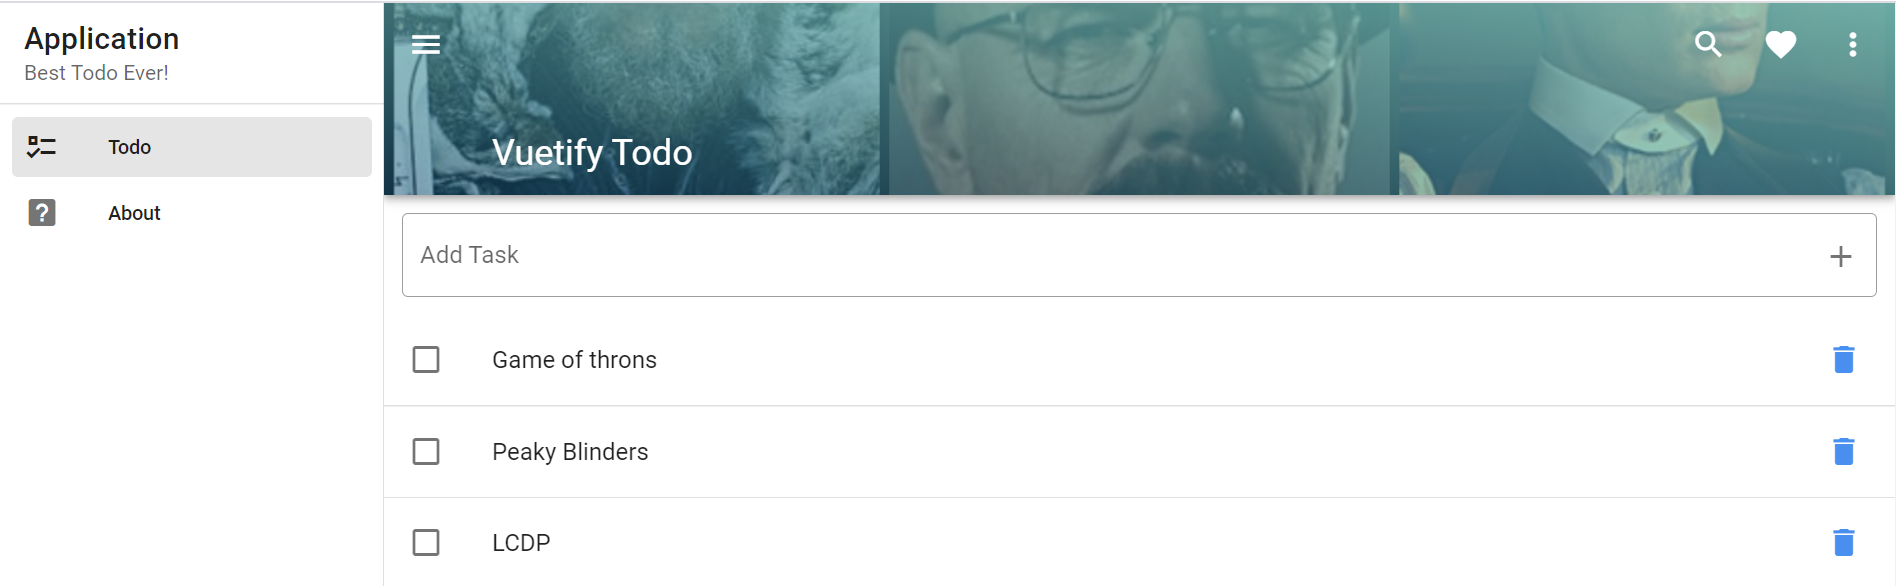 Application
Best Todo Ever!
Todo
About
Vuetify Todo
Add Task
Game of throns
Peaky Blinders
LCDP